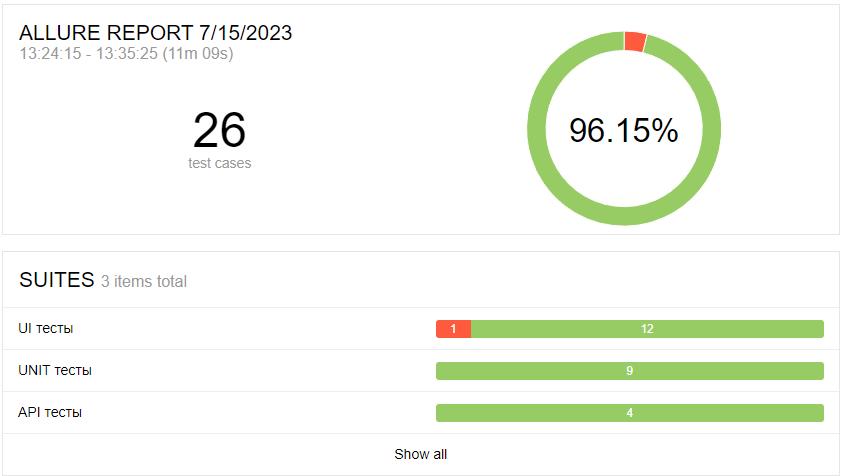 ALLURE REPORT 7/15/2023
13:24:15 - 13:35:25 (11m 09s)
26
test cases
96.15%
SUITES 3 items total
UI тесты 1 12
UNIT тесты 9
API тесты 4
Show all